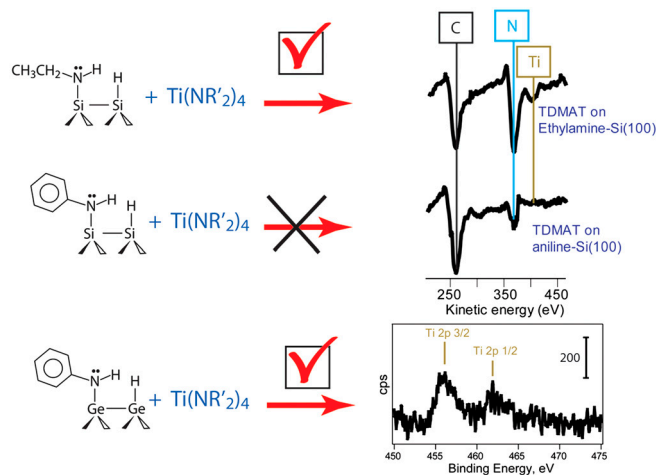 C
N
Ti
CH₃CH₂ N H
H
Si Si
+ Ti(NR'₂)₄
TDMAT on
Ethylamine-Si(100)
N H
H
Si Si
+ Ti(NR'₂)₄
TDMAT on
aniline-Si(100)
250 350 450
Kinetic energy (eV)
N H
H
Ge Ge
+ Ti(NR'₂)₄
Ti 2p 3/2
Ti 2p 1/2
200
cps
450 455 460 465 470 475
Binding Energy, eV